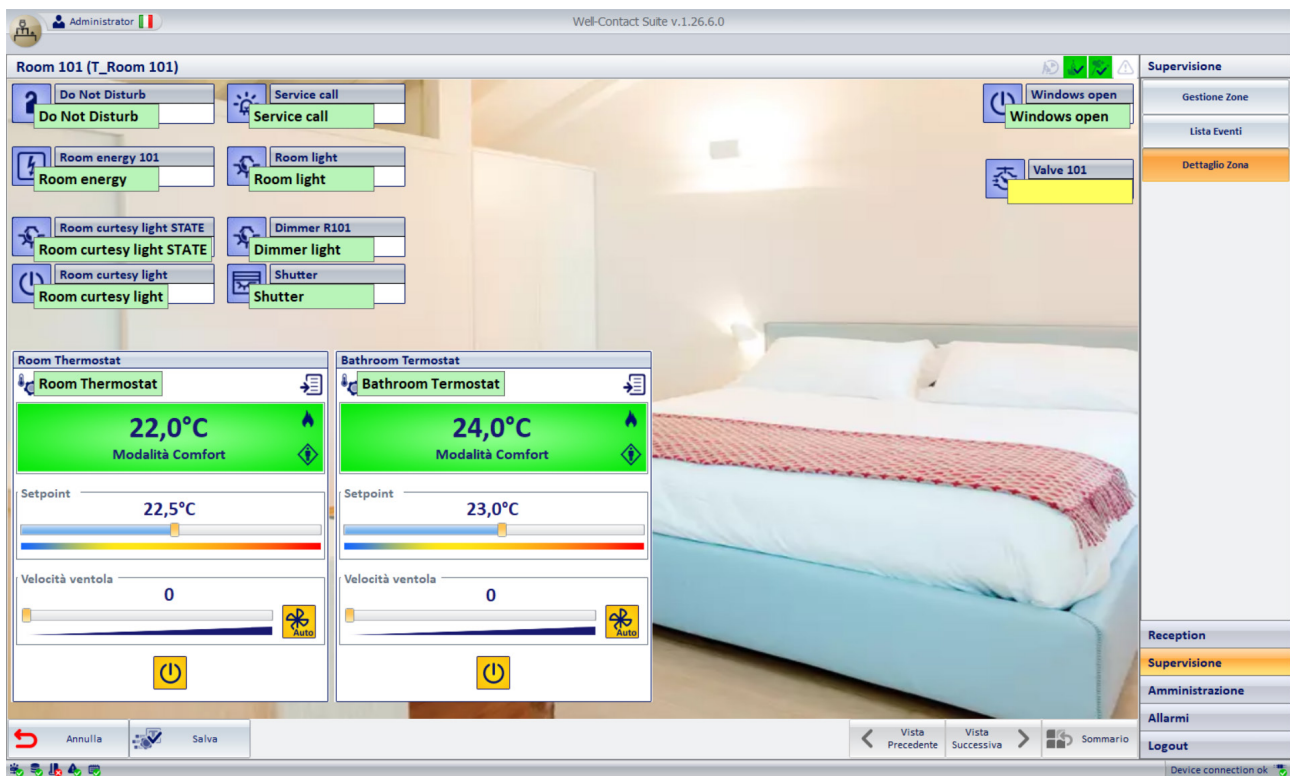 Administrator
Well-Contact Suite v.1.26.6.0
Room 101 (T_Room 101)
Supervisione
Do Not Disturb
Do Not Disturb
Service call
Service call
Windows open
Windows open
Gestione Zone
Lista Eventi
Dettaglio Zona
Room energy 101
Room energy
Room light
Room light
Valve 101
Room curtesy light STATE
Room curtesy light STATE
Dimmer R101
Dimmer light
Room curtesy light
Room curtesy light
Shutter
Shutter
Room Thermostat
Room Thermostat
22,0°C
Modalità Comfort
Setpoint
22,5°C
Velocità ventola
0
Auto
Bathroom Termostat
Bathroom Termostat
24,0°C
Modalità Comfort
Setpoint
23,0°C
Velocità ventola
0
Auto
Reception
Supervisione
Amministrazione
Allarmi
Logout
Annulla
Salva
Vista
Precedente
Vista
Successiva
Sommario
Device connection ok